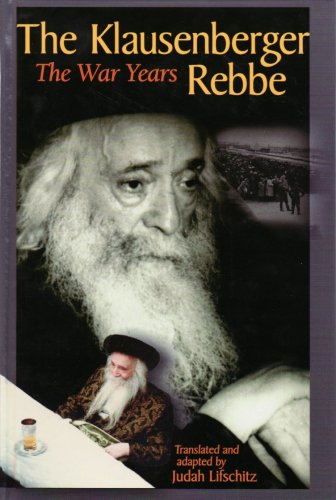 The Klausenberger
The War Years Rebbe
Translated and
adapted by
Judah Lifschitz